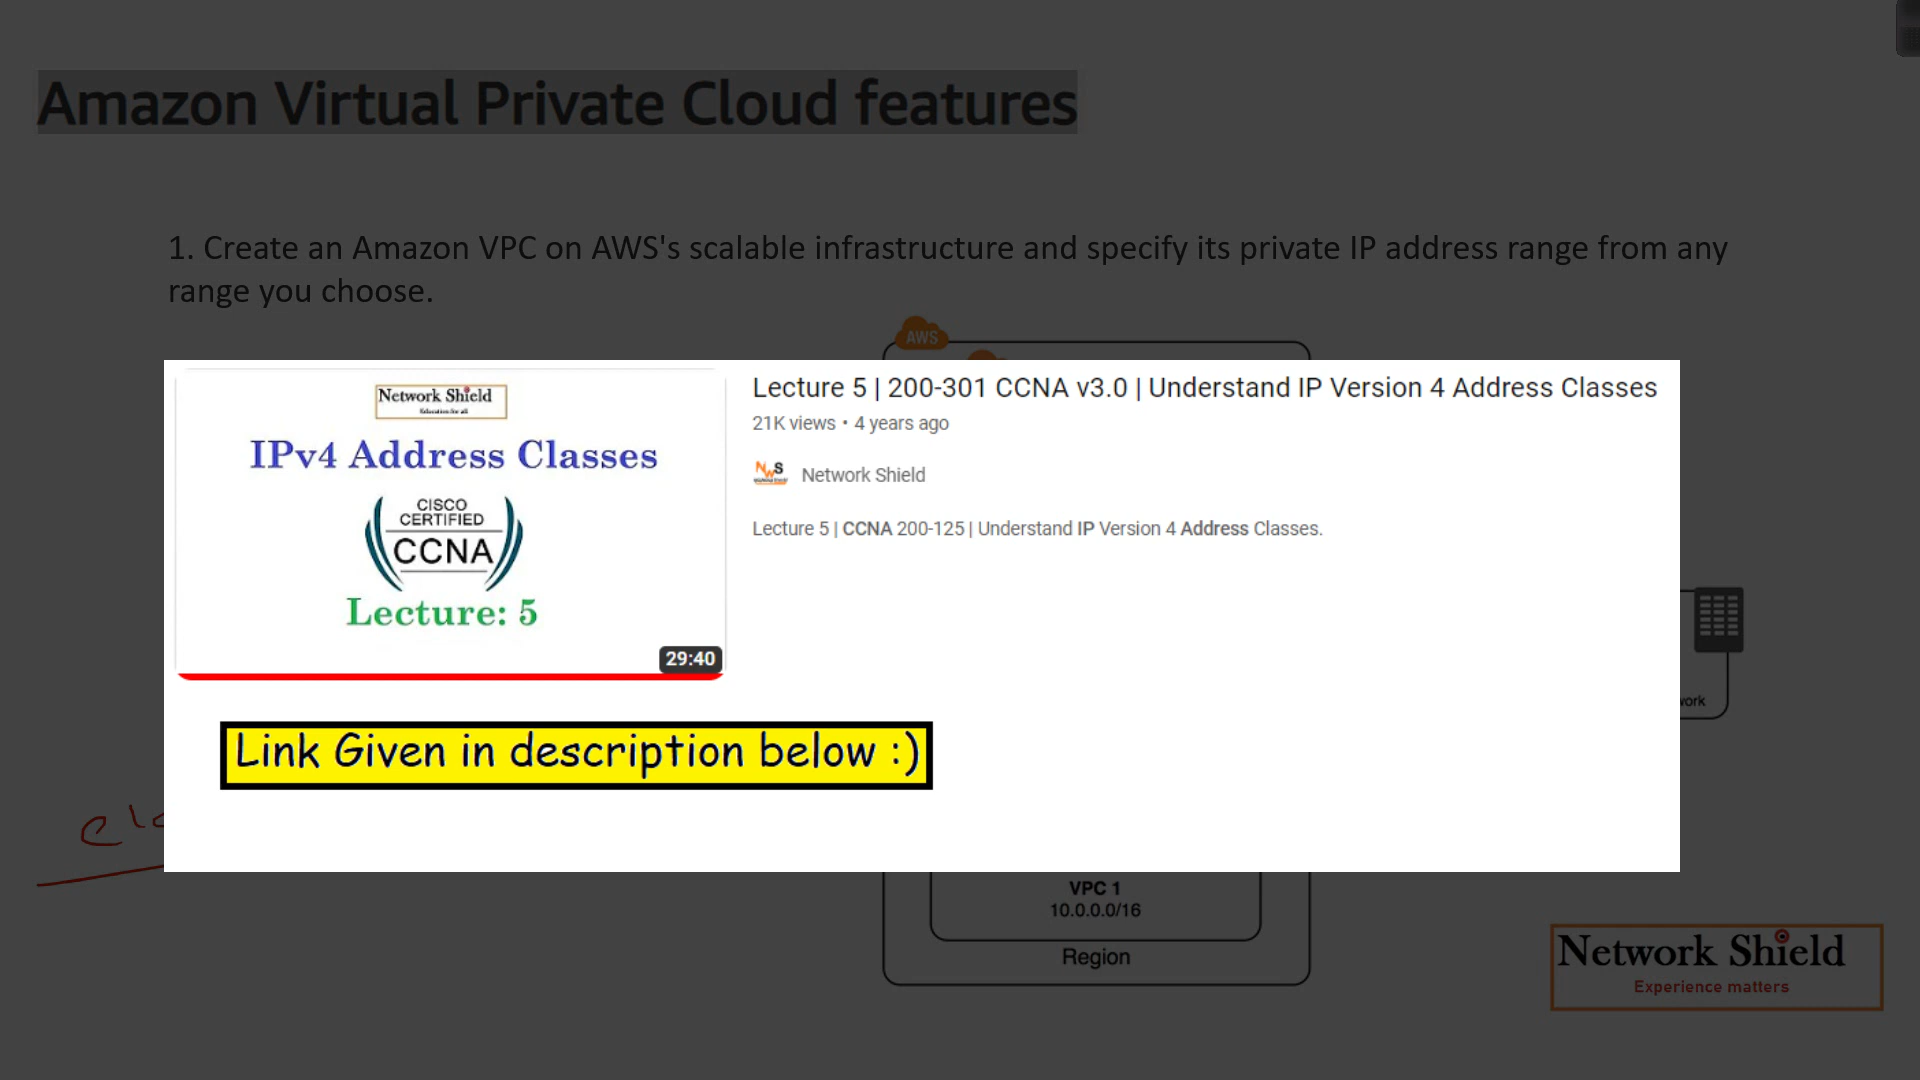 Amazon Virtual Private Cloud features
1. Create an Amazon VPC on AWS's scalable infrastructure and specify its private IP address range from any
range you choose.
AWS
Network Shield
Education for all
IPv4 Address Classes
CISCO
CERTIFIED
CCNA
Lecture: 5
29:40
Lecture 5 | 200-301 CCNA v3.0 | Understand IP Version 4 Address Classes
21K views • 4 years ago
NWS
Network Shield
Lecture 5 | CCNA 200-125 | Understand IP Version 4 Address Classes.
Link Given in description below :)
VPC 1
10.0.0.0/16
Region
Network Shield
Experience matters